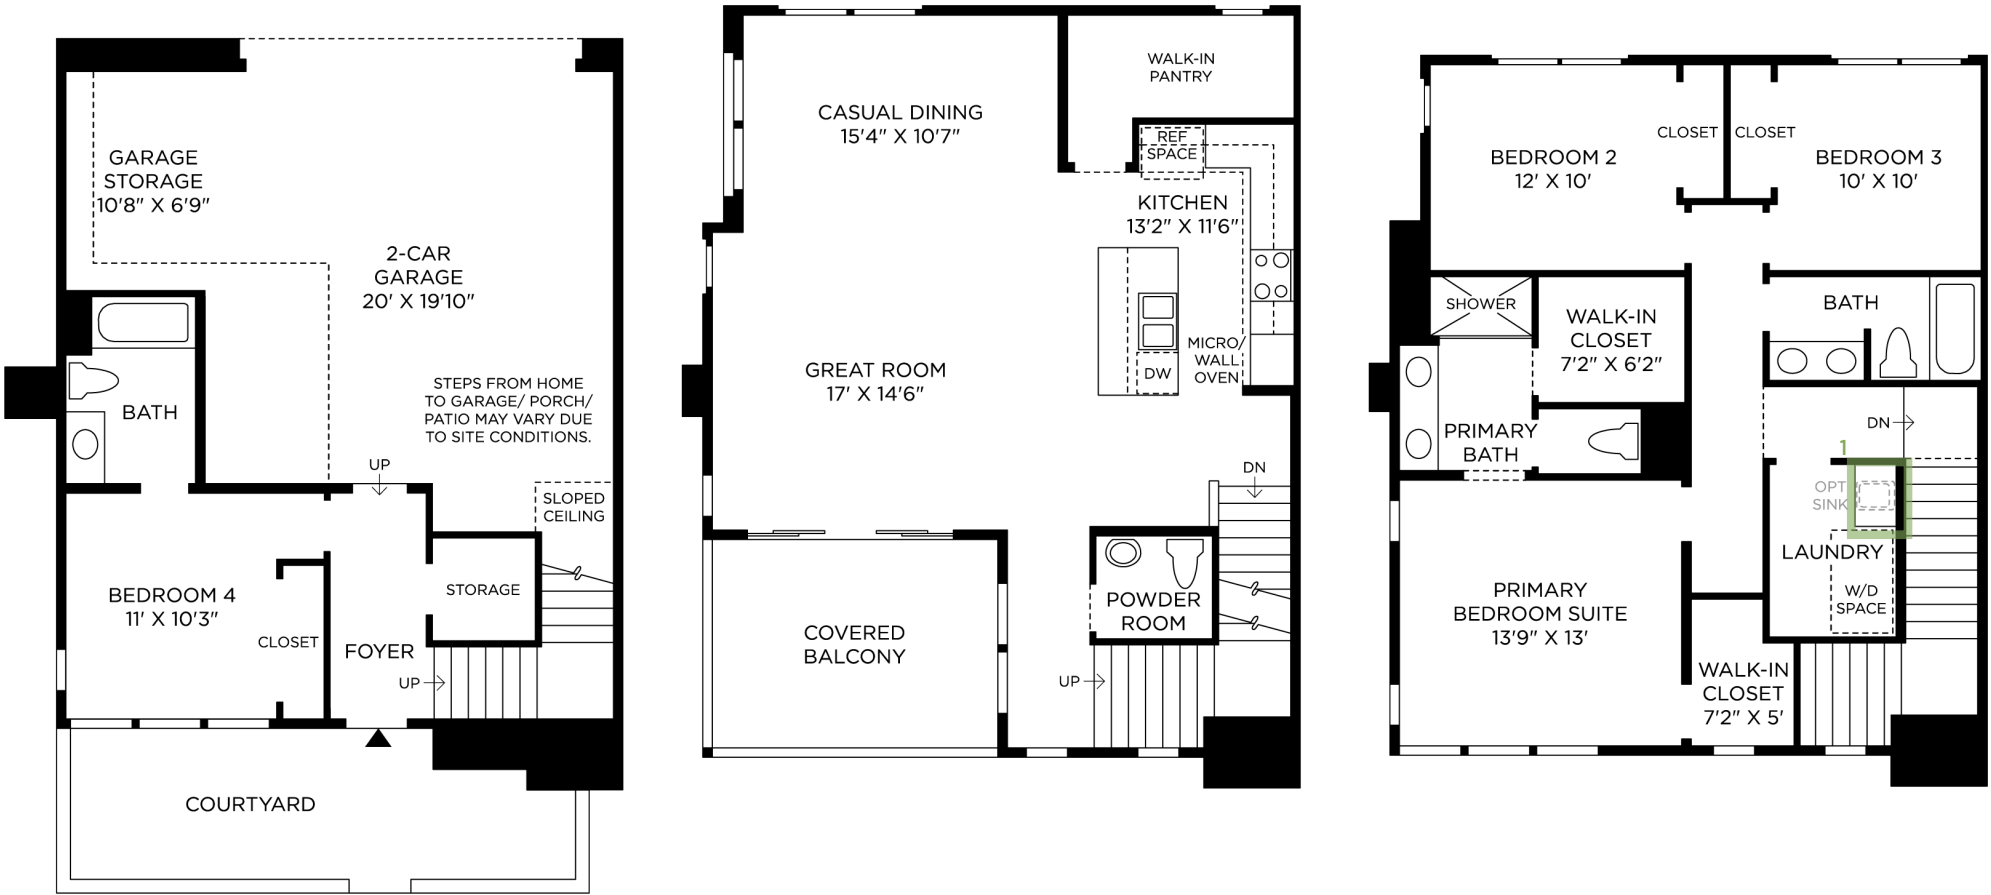 GARAGE
STORAGE
10'8" X 6'9"
2-CAR
GARAGE
20' X 19'10"
STEPS FROM HOME
TO GARAGE/ PORCH/
PATIO MAY VARY DUE
TO SITE CONDITIONS.
BATH
UP
SLOPED
CEILING
BEDROOM 4
11' X 10'3"
CLOSET
FOYER
STORAGE
UP
COURTYARD
WALK-IN
PANTRY
CASUAL DINING
15'4" X 10'7"
REF
SPACE
KITCHEN
13'2" X 11'6"
MICRO/
WALL
OVEN
DW
GREAT ROOM
17' X 14'6"
DN
POWDER
ROOM
COVERED
BALCONY
UP
CLOSET
CLOSET
BEDROOM 2
12' X 10'
BEDROOM 3
10' X 10'
SHOWER
WALK-IN
CLOSET
7'2" X 6'2"
BATH
PRIMARY
BATH
DN
1
OPT
SINK
LAUNDRY
W/D
SPACE
PRIMARY
BEDROOM SUITE
13'9" X 13'
WALK-IN
CLOSET
7'2" X 5'